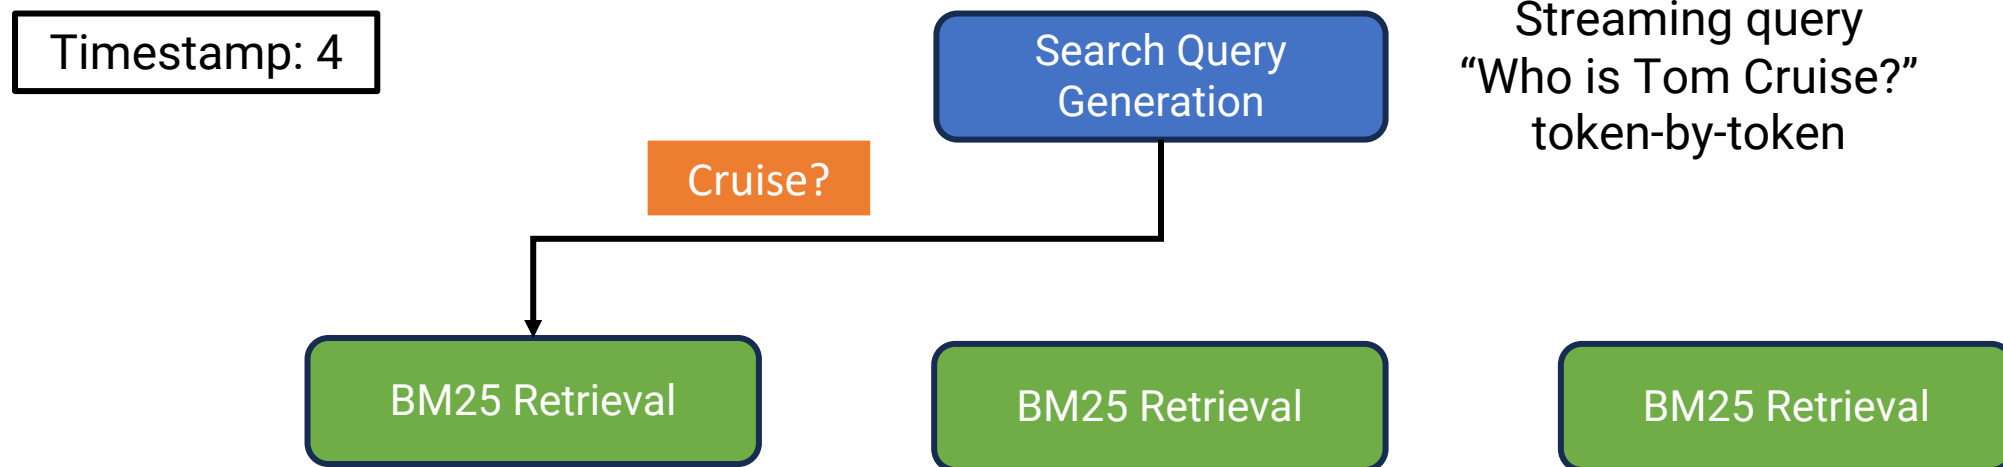 Timestamp: 4
Search Query
Generation
Streaming query
“Who is Tom Cruise?”
token-by-token
Cruise?
BM25 Retrieval
BM25 Retrieval
BM25 Retrieval